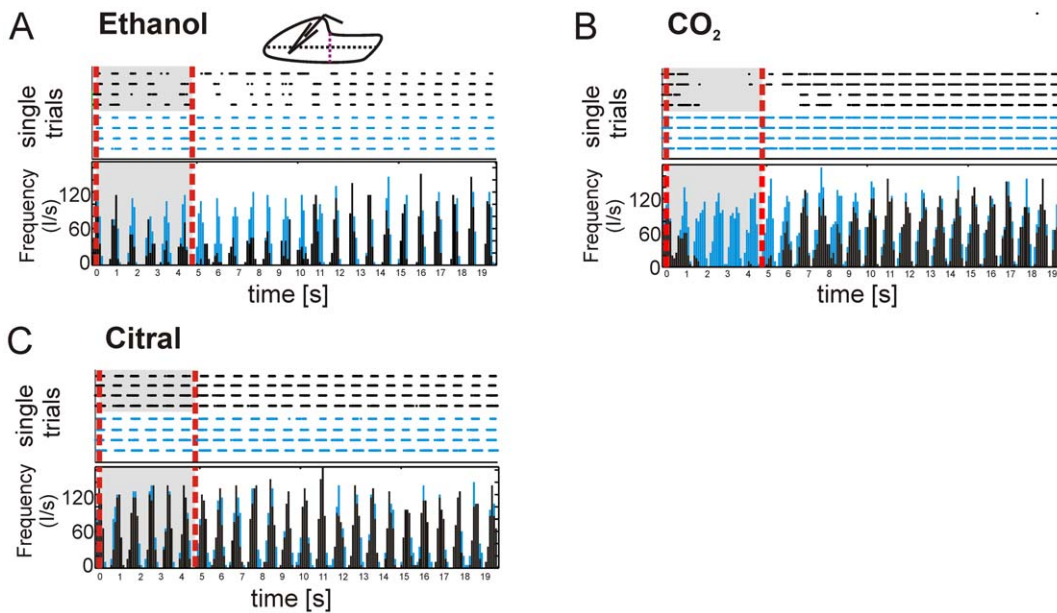 A Ethanol
single
trials
Frequency
(I/s)
120
60
0
0 1 2 3 4 5 6 7 8 9 10 11 12 13 14 15 16 17 18 19
time [s]
B CO₂
single
trials
Frequency
(I/s)
120
60
0
0 1 2 3 4 5 6 7 8 9 10 11 12 13 14 15 16 17 18 19
time [s]
C Citral
single
trials
Frequency
(I/s)
120
60
0
0 1 2 3 4 5 6 7 8 9 10 11 12 13 14 15 16 17 18 19
time [s]